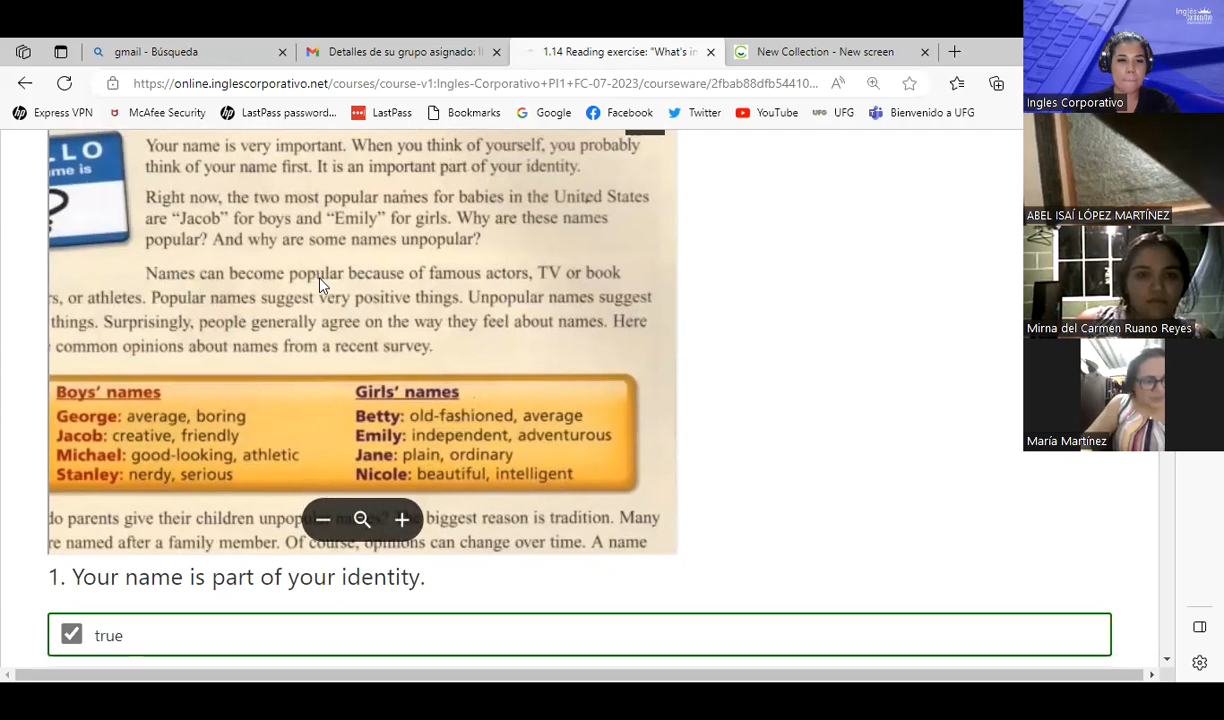 Inglés
Corporativo
gmail - Búsqueda
Detalles de su grupo asignado: I
1.14 Reading exercise: "What's in
New Collection - New screen
https://online.inglescorporativo.net/courses/course-v1:Ingles-Corporativo+PI1+FC-07-2023/courseware/2fbab88dfb54410...
Express VPN
McAfee Security
LastPass password...
LastPass
Bookmarks
Google
Facebook
Twitter
YouTube
UFG
UFG
Bienvenido a UFG
Ingles Corporativo
ABEL ISAÍ LÓPEZ MARTÍNEZ
Mirna del Carmen Ruano Reyes
María Martínez
LLO
me is
?
Your name is very important. When you think of yourself, you probably
think of your name first. It is an important part of your identity.
Right now, the two most popular names for babies in the United States
are “Jacob” for boys and “Emily” for girls. Why are these names
popular? And why are some names unpopular?
Names can become popular because of famous actors, TV or book
rs, or athletes. Popular names suggest very positive things. Unpopular names suggest
things. Surprisingly, people generally agree on the way they feel about names. Here
common opinions about names from a recent survey.
Boys’ names
George: average, boring
Jacob: creative, friendly
Michael: good-looking, athletic
Stanley: nerdy, serious
Girls’ names
Betty: old-fashioned, average
Emily: independent, adventurous
Jane: plain, ordinary
Nicole: beautiful, intelligent
do parents give their children biggest reason is tradition. Many
re named after a family member. Of course, opinions can change over time. A name
1. Your name is part of your identity.
true